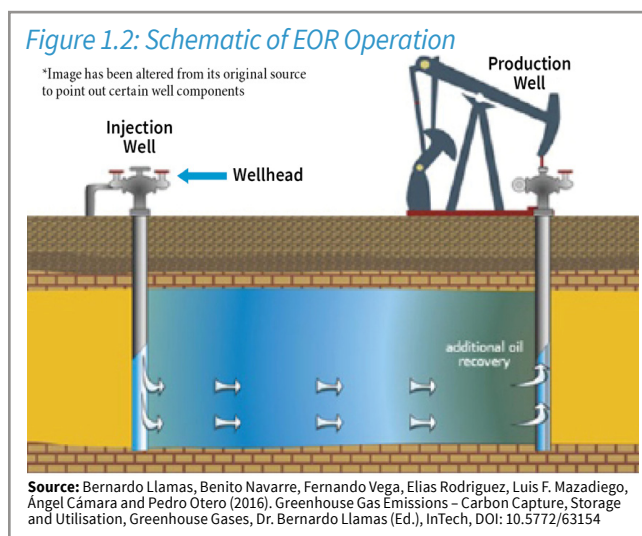 Figure 1.2: Schematic of EOR Operation
*Image has been altered from its original source
to point out certain well components
Production
Well
Injection
Well
Wellhead
additional oil
recovery
Source: Bernardo Llamas, Benito Navarre, Fernando Vega, Elias Rodriguez, Luis F. Mazadiego,
Ángel Cámara and Pedro Otero (2016). Greenhouse Gas Emissions – Carbon Capture, Storage
and Utilisation, Greenhouse Gases, Dr. Bernardo Llamas (Ed.), InTech, DOI: 10.5772/63154